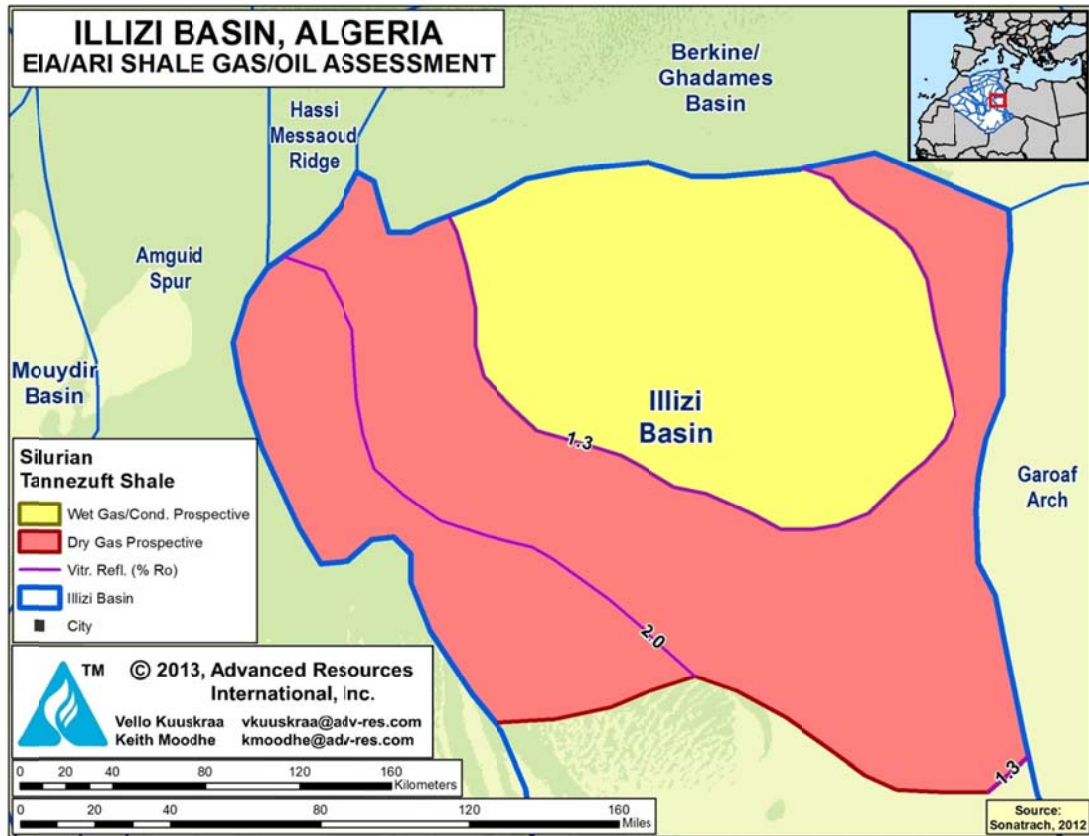 ILLIZI BASIN, ALGERIA
EIA/ARI SHALE GAS/OIL ASSESSMENT
Berkine/
Ghadames
Basin
Hassi
Messaoud
Ridge
Amguid
Spur
Mouydir
Basin
Illizi
Basin
1.3
Garoaf
Arch
2.0
1.3
Silurian
Tannezuft Shale
Wet Gas/Cond. Prospective
Dry Gas Prospective
Vitr. Refl. (% Ro)
Illizi Basin
City
TM
© 2013, Advanced Resources
International, Inc.
Vello Kuuskraa vkuuskraa@adv-res.com
Keith Moodhe kmoodhe@adv-res.com
0 20 40 80 120 160
Kilometers
0 20 40 80 120 160
Miles
Source:
Sonatrach, 2012